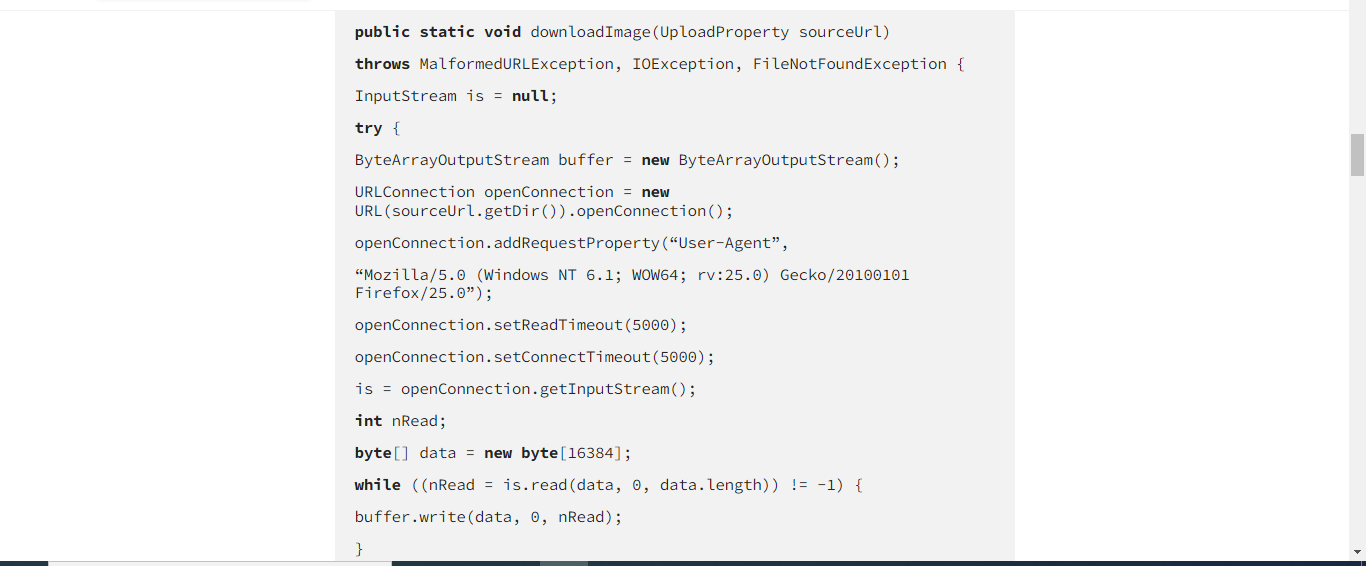 public static void downloadImage(UploadProperty sourceUrl)
throws MalformedURLException, IOException, FileNotFoundException {
InputStream is = null;
try {
ByteArrayOutputStream buffer = new ByteArrayOutputStream();
URLConnection openConnection = new
URL(sourceUrl.getDir()).openConnection();
openConnection.addRequestProperty(“User-Agent”,
“Mozilla/5.0 (Windows NT 6.1; WOW64; rv:25.0) Gecko/20100101
Firefox/25.0”);
openConnection.setReadTimeout(5000);
openConnection.setConnectTimeout(5000);
is = openConnection.getInputStream();
int nRead;
byte[] data = new byte[16384];
while ((nRead = is.read(data, 0, data.length)) != -1) {
buffer.write(data, 0, nRead);
}